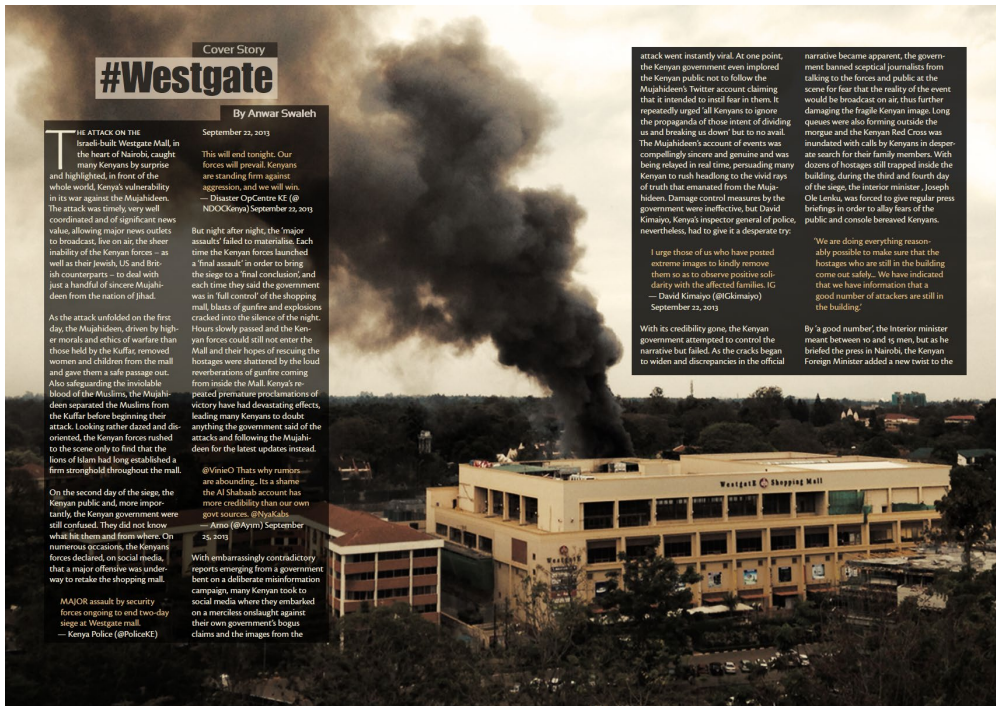 Cover Story
#Westgate
By Anwar Swaleh
THE ATTACK ON THE
Israeli-built Westgate Mall, in
the heart of Nairobi, caught
many Kenyans by surprise
and highlighted, in front of the
whole world, Kenya's vulnerability
in its war against the Mujahideen.
The attack was timely, very well
coordinated and of significant news
value, allowing major news outlets
to broadcast, live on air, the sheer
inability of the Kenyan forces – as
well as their Jewish, US and Brit-
ish counterparts – to deal with
just a handful of sincere Mujahi-
deen from the nation of Jihad.
As the attack unfolded on the first
day, the Mujahideen, driven by high-
er morals and ethics of warfare than
those held by the Kuffar, removed
women and children from the mall
and gave them a safe passage out.
Also safeguarding the inviolable
blood of the Muslims, the Mujahi-
deen separated the Muslims from
the Kuffar before beginning their
attack. Looking rather dazed and dis-
oriented, the Kenyan forces rushed
to the scene only to find that the
lions of Islam had long established a
firm stronghold throughout the mall.
On the second day of the siege, the
Kenyan public and, more impor-
tantly, the Kenyan government were
still confused. They did not know
what hit them and from where. On
numerous occasions, the Kenyans
forces declared, on social media,
that a major offensive was under-
way to retake the shopping mall.
MAJOR assault by security
forces ongoing to end two-day
siege at Westgate mall.
— Kenya Police (@PoliceKE)
September 22, 2013
This will end tonight. Our
forces will prevail. Kenyans
are standing firm against
aggression, and we will win.
— Disaster OpCentre KE (@
NDOCKenya) September 22, 2013
But night after night, the 'major
assaults' failed to materialise. Each
time the Kenyan forces launched
a 'final assault' in order to bring
the siege to a 'final conclusion', and
each time they said the government
was in 'full control' of the shopping
mall, blasts of gunfire and explosions
cracked into the silence of the night.
Hours slowly passed and the Ken-
yan forces could still not enter the
Mall and their hopes of rescuing the
hostages were shattered by the loud
reverberations of gunfire coming
from inside the Mall. Kenya's re-
peated premature proclamations of
victory have had devastating effects,
leading many Kenyans to doubt
anything the government said of the
attacks and following the Mujahi-
deen for the latest updates instead.
@VinieO Thats why rumors
are abounding.. Its a shame
the Al Shabaab account has
more credibility than our own
govt sources. @NyaKabs
— Amo (@Ayrm) September
25, 2013
With embarrassingly contradictory
reports emerging from a government
bent on a deliberate misinformation
campaign, many Kenyan took to
social media where they embarked
on a merciless onslaught against
their own government's bogus
claims and the images from the
attack went instantly viral. At one point,
the Kenyan government even implored
the Kenyan public not to follow the
Mujahideen's Twitter account claiming
that it intended to instil fear in them. It
repeatedly urged 'all Kenyans to ignore
the propaganda of those intent of dividing
us and breaking us down' but to no avail.
The Mujahideen's account of events was
compellingly sincere and genuine and was
being relayed in real time, persuading many
Kenyan to rush headlong to the vivid rays
of truth that emanated from the Muja-
hideen. Damage control measures by the
government were ineffective, but David
Kimaiyo, Kenya's inspector general of police,
nevertheless, had to give it a desperate try:
I urge those of us who have posted
extreme images to kindly remove
them so as to observe positive soli-
darity with the affected families. IG
— David Kimaiyo (@IGkimaiyo)
September 22, 2013
With its credibility gone, the Kenyan
government attempted to control the
narrative but failed. As the cracks began
to widen and discrepancies in the official
narrative became apparent, the govern-
ment banned sceptical journalists from
talking to the forces and public at the
scene for fear that the reality of the event
would be broadcast on air, thus further
damaging the fragile Kenyan image. Long
queues were also forming outside the
morgue and the Kenyan Red Cross was
inundated with calls by Kenyans in desper-
ate search for their family members. With
dozens of hostages still trapped inside the
building, during the third and fourth day
of the siege, the interior minister , Joseph
Ole Lenku, was forced to give regular press
briefings in order to allay fears of the
public and console bereaved Kenyans.
'We are doing everything reason-
ably possible to make sure that the
hostages who are still in the building
come out safely... We have indicated
that we have information that a
good number of attackers are still in
the building.'
By 'a good number', the Interior minister
meant between 10 and 15 men, but as he
briefed the press in Nairobi, the Kenyan
Foreign Minister added a new twist to the
WestgatE Shopping Mall
WestgatE